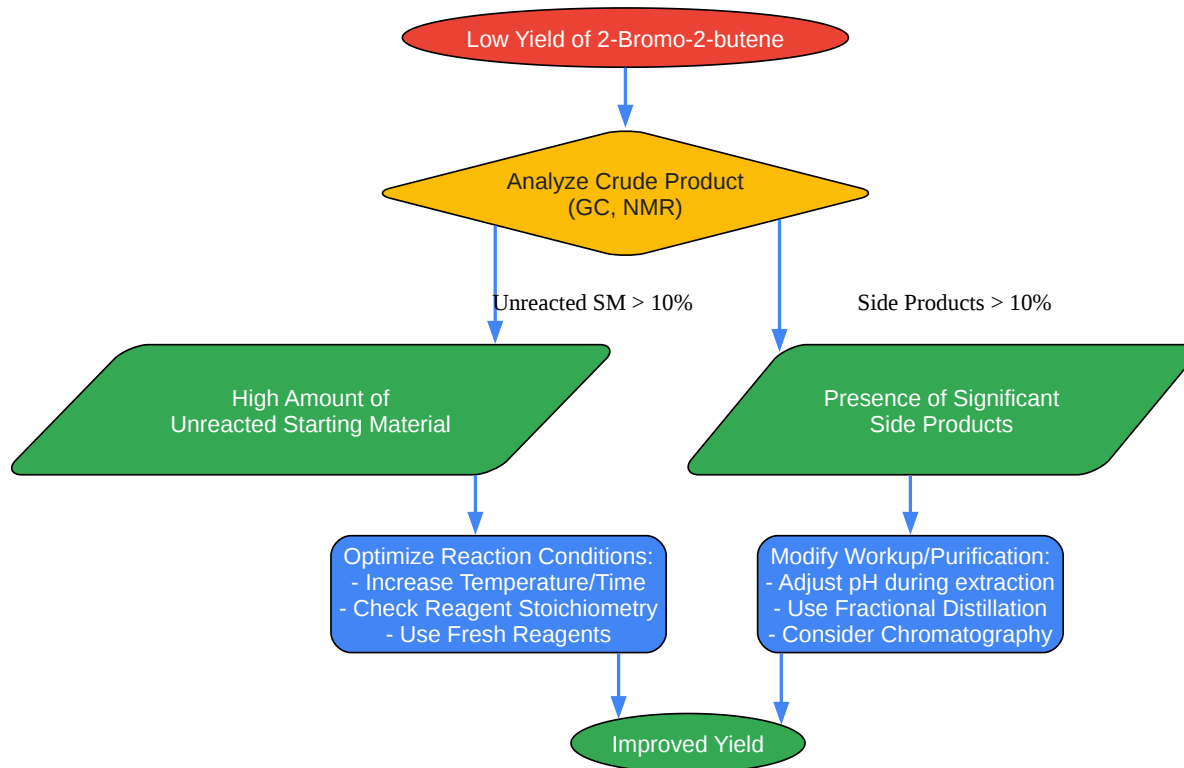 Low Yield of 2-Bromo-2-butene
Analyze Crude Product
(GC, NMR)
Unreacted SM > 10%
Side Products > 10%
High Amount of
Unreacted Starting Material
Presence of Significant
Side Products
Optimize Reaction Conditions:
- Increase Temperature/Time
- Check Reagent Stoichiometry
- Use Fresh Reagents
Modify Workup/Purification:
- Adjust pH during extraction
- Use Fractional Distillation
- Consider Chromatography
Improved Yield